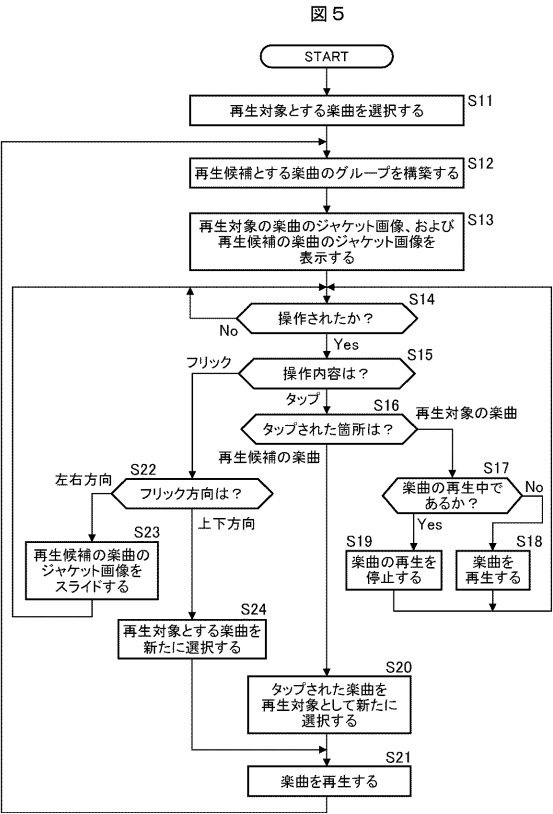 図5
START
S11
再生対象とする楽曲を選択する
S12
再生候補とする楽曲のグループを構築する
S13
再生対象の楽曲のジャケット画像、および
再生候補の楽曲のジャケット画像を
表示する
S14
操作されたか？
No
Yes
S15
操作内容は？
フリック
タップ
S16
タップされた箇所は？
再生対象の楽曲
再生候補の楽曲
S17
楽曲の再生中で
あるか？
No
Yes
S18
楽曲を
再生する
S19
楽曲の再生を
停止する
S22
フリック方向は？
左右方向
上下方向
S23
再生候補の楽曲の
ジャケット画像を
スライドする
S24
再生対象とする楽曲を
新たに選択する
S20
タップされた楽曲を
再生対象として新たに
選択する
S21
楽曲を再生する